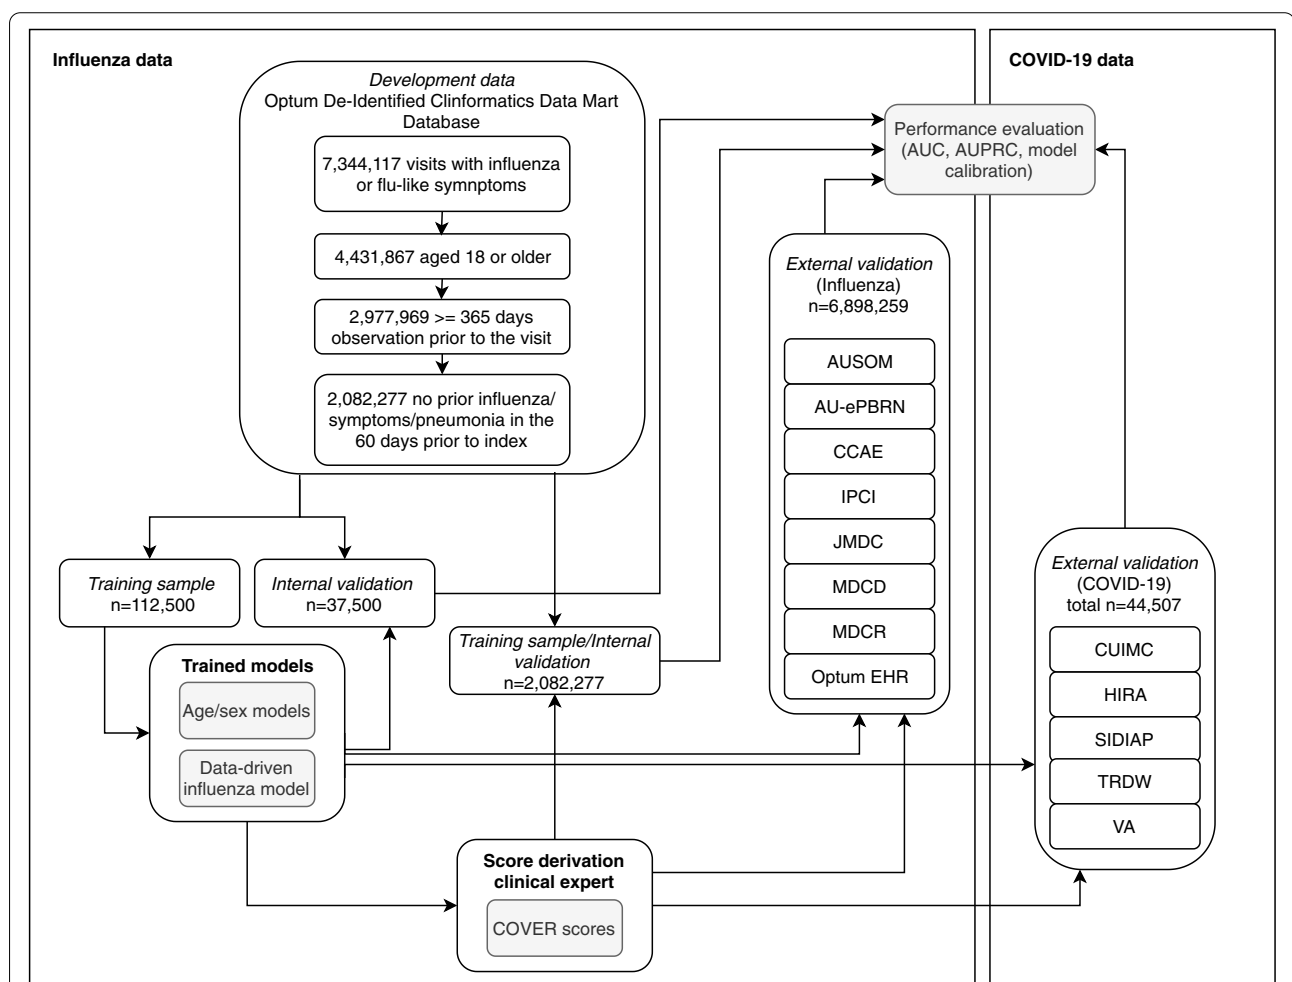 Influenza data
Development data
Optum De-Identified Clinformatics Data Mart
Database
7,344,117 visits with influenza
or flu-like symnptoms
4,431,867 aged 18 or older
2,977,969 >= 365 days
observation prior to the visit
2,082,277 no prior influenza/
symptoms/pneumonia in the
60 days prior to index
Training sample
n=112,500
Internal validation
n=37,500
Training sample/Internal
validation
n=2,082,277
Trained models
Age/sex models
Data-driven
influenza model
Score derivation
clinical expert
COVER scores
External validation
(Influenza)
n=6,898,259
AUSOM
AU-ePBRN
CCAE
IPCI
JMDC
MDCD
MDCR
Optum EHR
Performance evaluation
(AUC, AUPRC, model
calibration)
COVID-19 data
External validation
(COVID-19)
total n=44,507
CUIMC
HIRA
SIDIAP
TRDW
VA